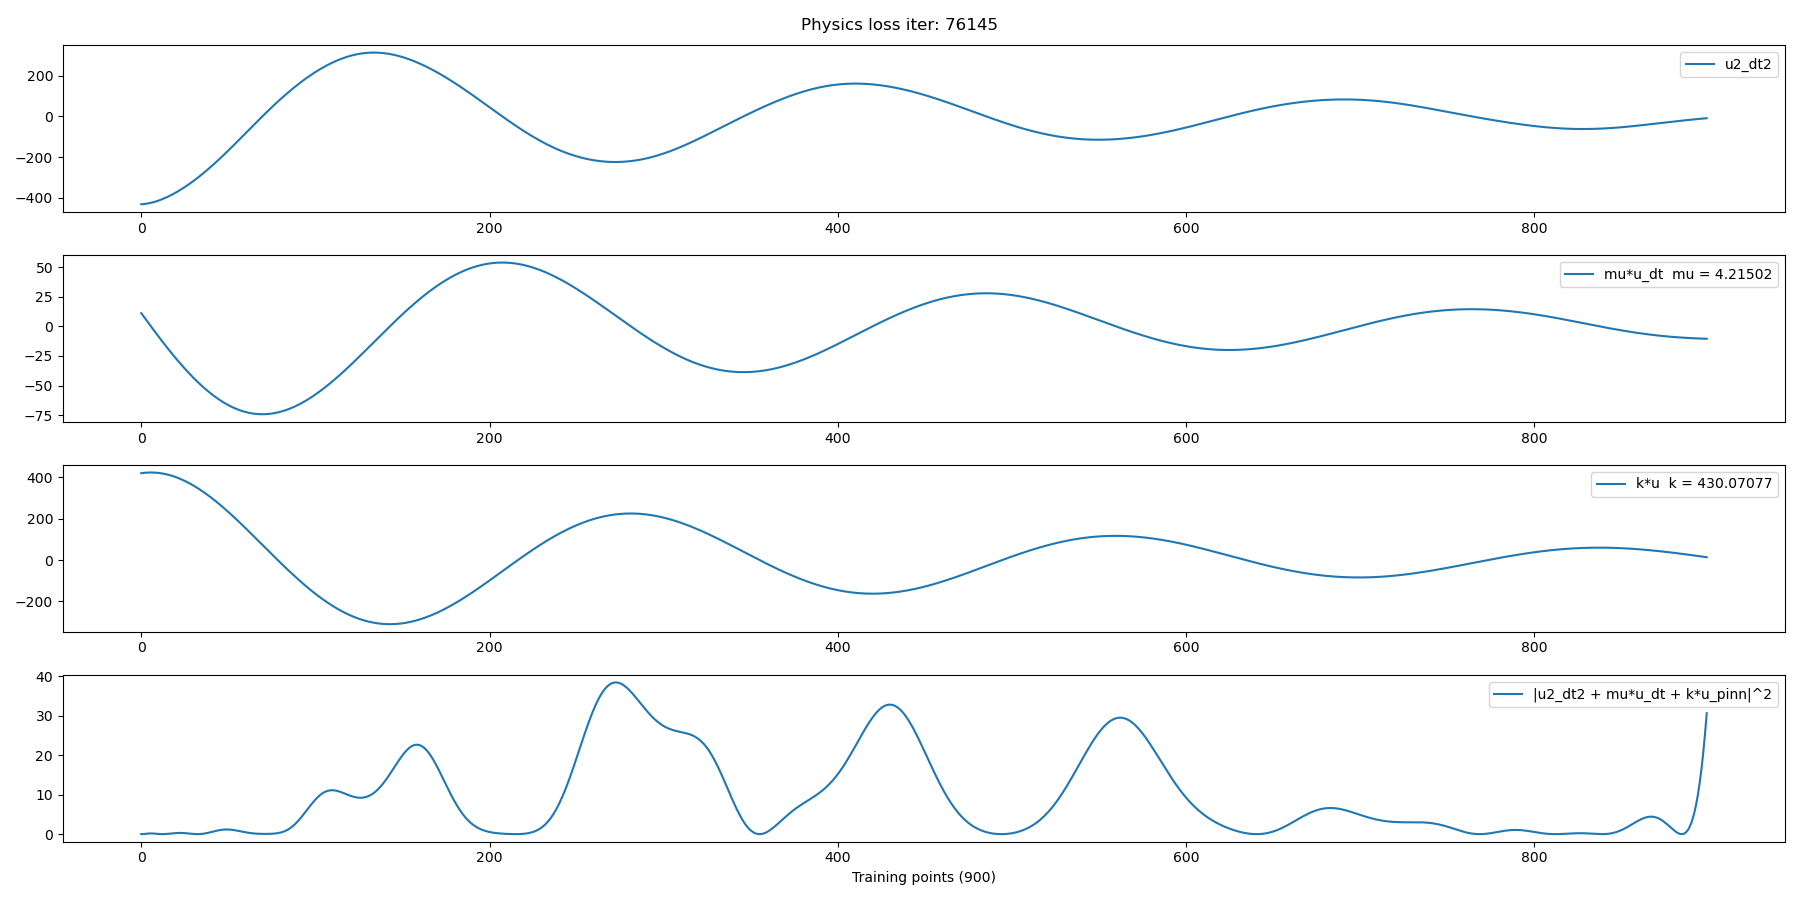 Physics loss iter: 76145
u2_dt2
200
0
−200
−400
0 200 400 600 800
mu*u_dt mu = 4.21502
50
25
0
−25
−50
−75
0 200 400 600 800
k*u k = 430.07077
400
200
0
−200
0 200 400 600 800
|u2_dt2 + mu*u_dt + k*u_pinn|^2
40
30
20
10
0
0 200 400 600 800
Training points (900)